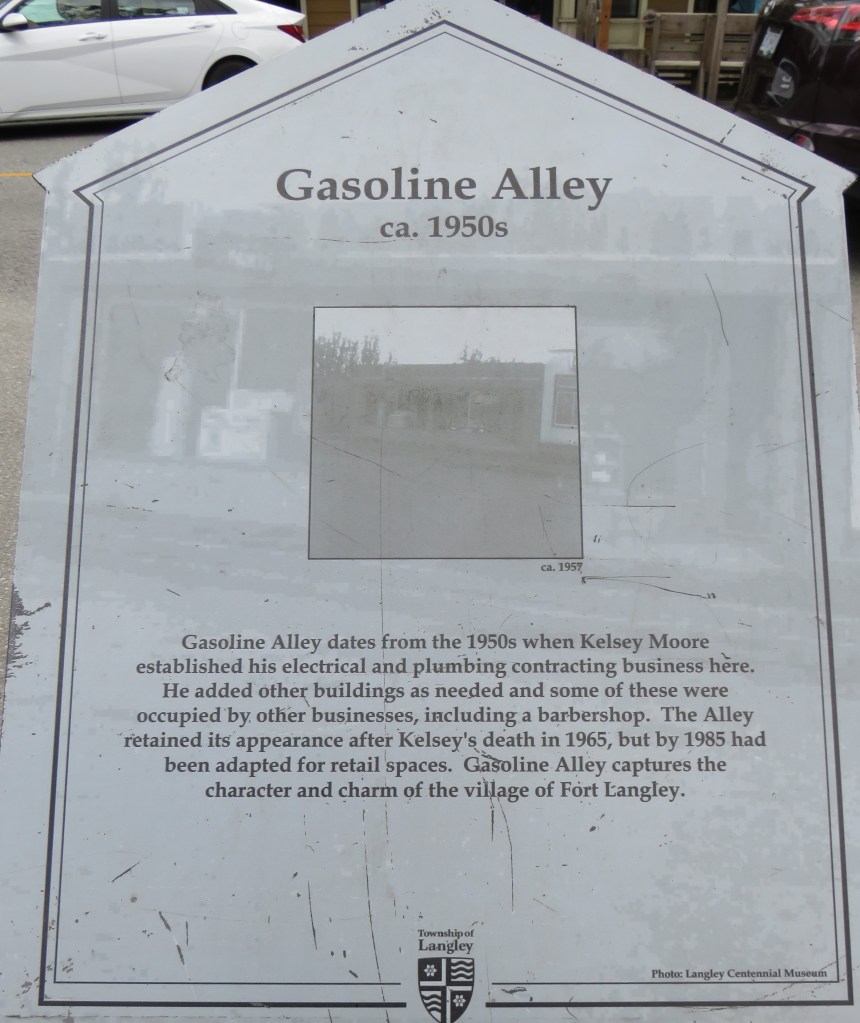 Gasoline Alley
ca. 1950s
ca. 1957
Gasoline Alley dates from the 1950s when Kelsey Moore
established his electrical and plumbing contracting business here.
He added other buildings as needed and some of these were
occupied by other businesses, including a barbershop. The Alley
retained its appearance after Kelsey's death in 1965, but by 1985 had
been adapted for retail spaces. Gasoline Alley captures the
character and charm of the village of Fort Langley.
Township of
Langley
Photo: Langley Centennial Museum